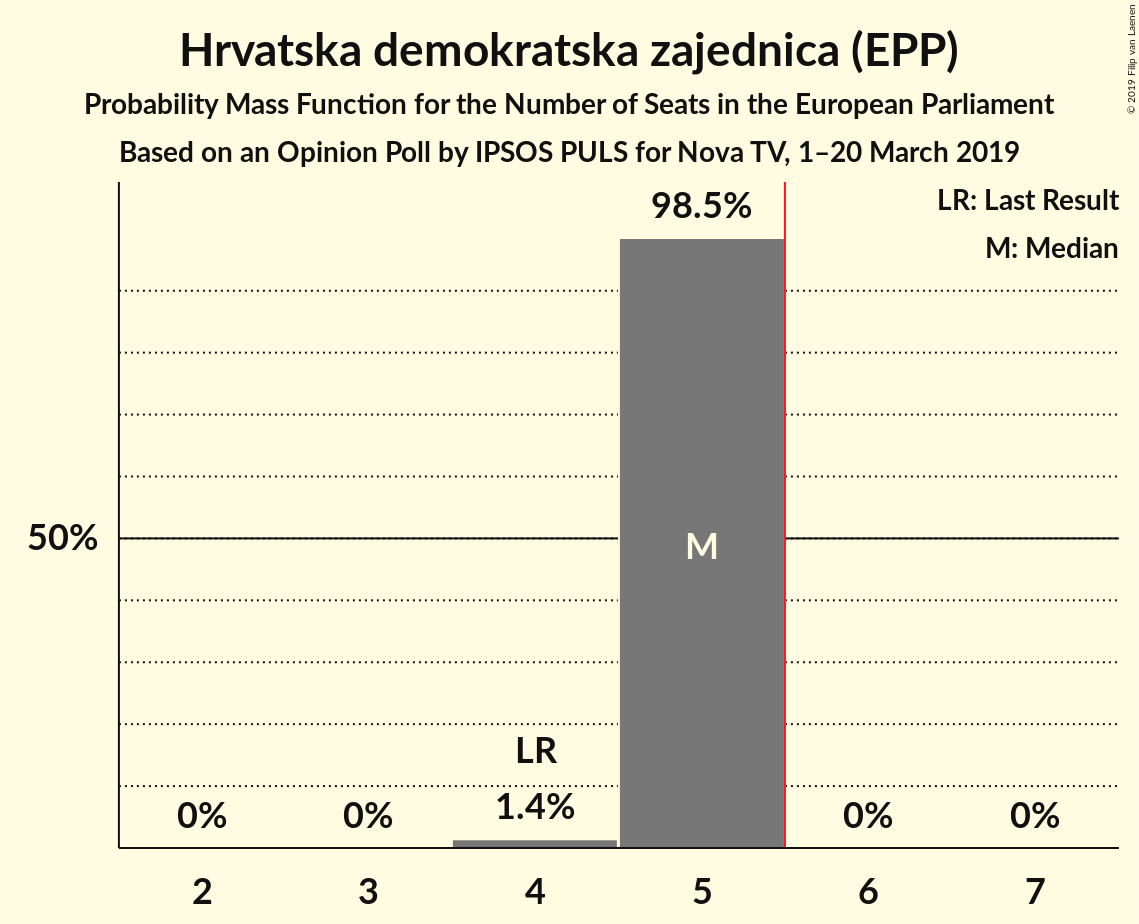 Hrvatska demokratska zajednica (EPP)
Probability Mass Function for the Number of Seats in the European Parliament
Based on an Opinion Poll by IPSOS PULS for Nova TV, 1–20 March 2019
© 2019 Filip van Laenen
LR: Last Result
M: Median
98.5%
50%
M
LR
0%
0%
1.4%
0%
0%
2
3
4
5
6
7